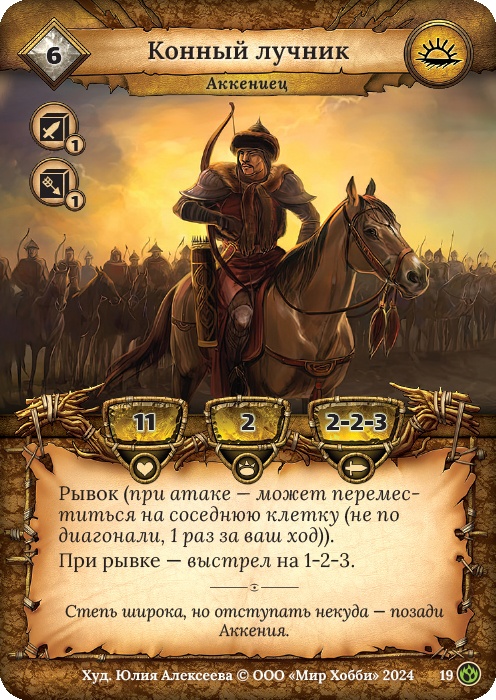 6
Конный лучник
Аккениец
1
1
11
2
2-2-3
Рывок (при атаке — может перемес-
титься на соседнюю клетку (не по
диагонали, 1 раз за ваш ход)).
При рывке — выстрел на 1-2-3.
Степь широка, но отступать некуда — позади
Аккения.
Худ. Юлия Алексеева © ООО «Мир Хобби» 2024
19